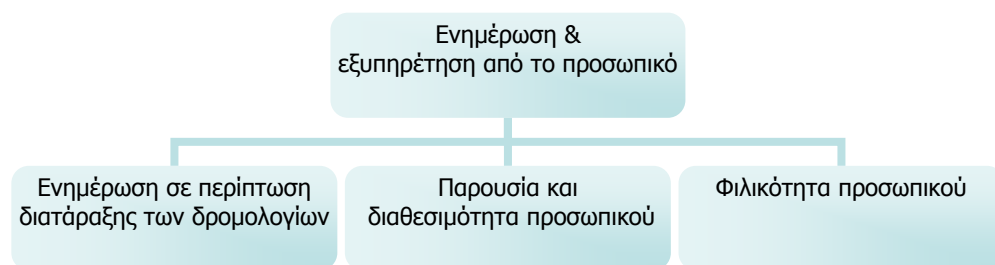 Ενημέρωση &
εξυπηρέτηση από το προσωπικό
Ενημέρωση σε περίπτωση
διατάραξης των δρομολογίων
Παρουσία και
διαθεσιμότητα προσωπικού
Φιλικότητα προσωπικού